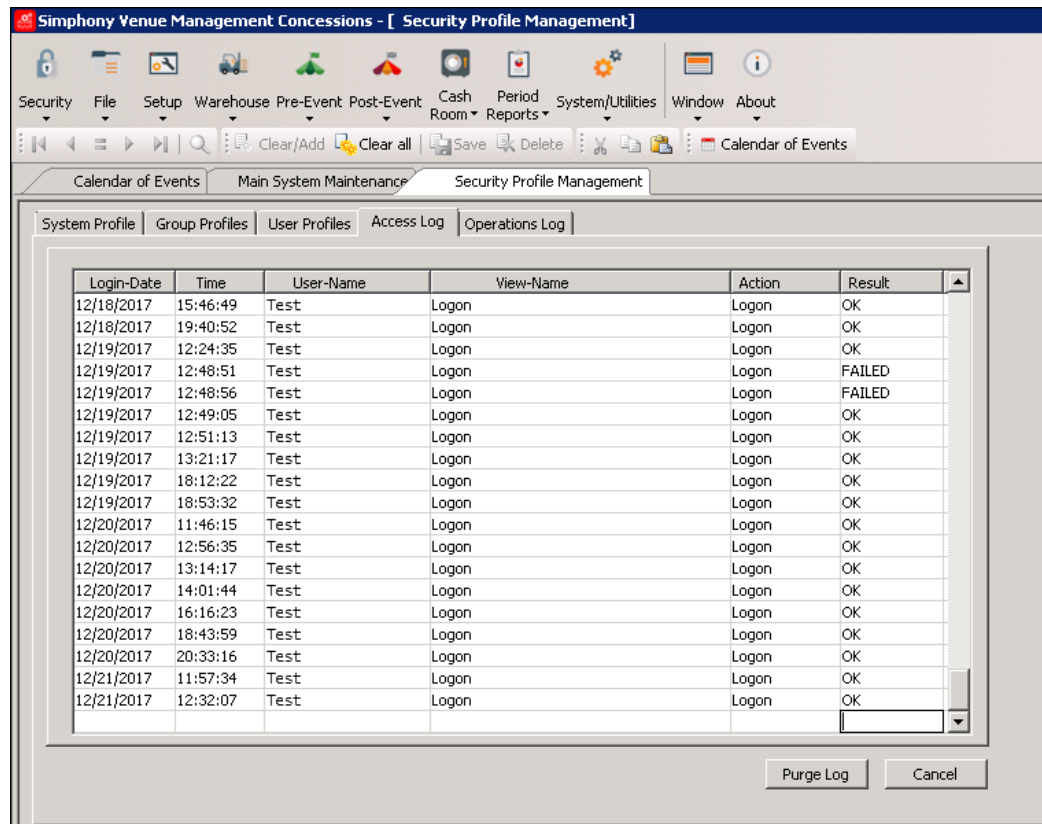 Simphony Venue Management Concessions - [ Security Profile Management]
Security File Setup Warehouse Pre-Event Post-Event Cash Room Period Reports System/Utilities Window About
Clear/Add Clear all Save Delete Calendar of Events
Calendar of Events Main System Maintenance Security Profile Management
System Profile Group Profiles User Profiles Access Log Operations Log
Login-Date Time User-Name View-Name Action Result
12/18/2017 15:46:49 Test Logon Logon OK
12/18/2017 19:40:52 Test Logon Logon OK
12/19/2017 12:24:35 Test Logon Logon OK
12/19/2017 12:48:51 Test Logon Logon FAILED
12/19/2017 12:48:56 Test Logon Logon FAILED
12/19/2017 12:49:05 Test Logon Logon OK
12/19/2017 12:51:13 Test Logon Logon OK
12/19/2017 13:21:17 Test Logon Logon OK
12/19/2017 18:12:22 Test Logon Logon OK
12/19/2017 18:53:32 Test Logon Logon OK
12/20/2017 11:46:15 Test Logon Logon OK
12/20/2017 12:56:35 Test Logon Logon OK
12/20/2017 13:14:17 Test Logon Logon OK
12/20/2017 14:01:44 Test Logon Logon OK
12/20/2017 16:16:23 Test Logon Logon OK
12/20/2017 18:43:59 Test Logon Logon OK
12/20/2017 20:33:16 Test Logon Logon OK
12/21/2017 11:57:34 Test Logon Logon OK
12/21/2017 12:32:07 Test Logon Logon OK
Purge Log Cancel